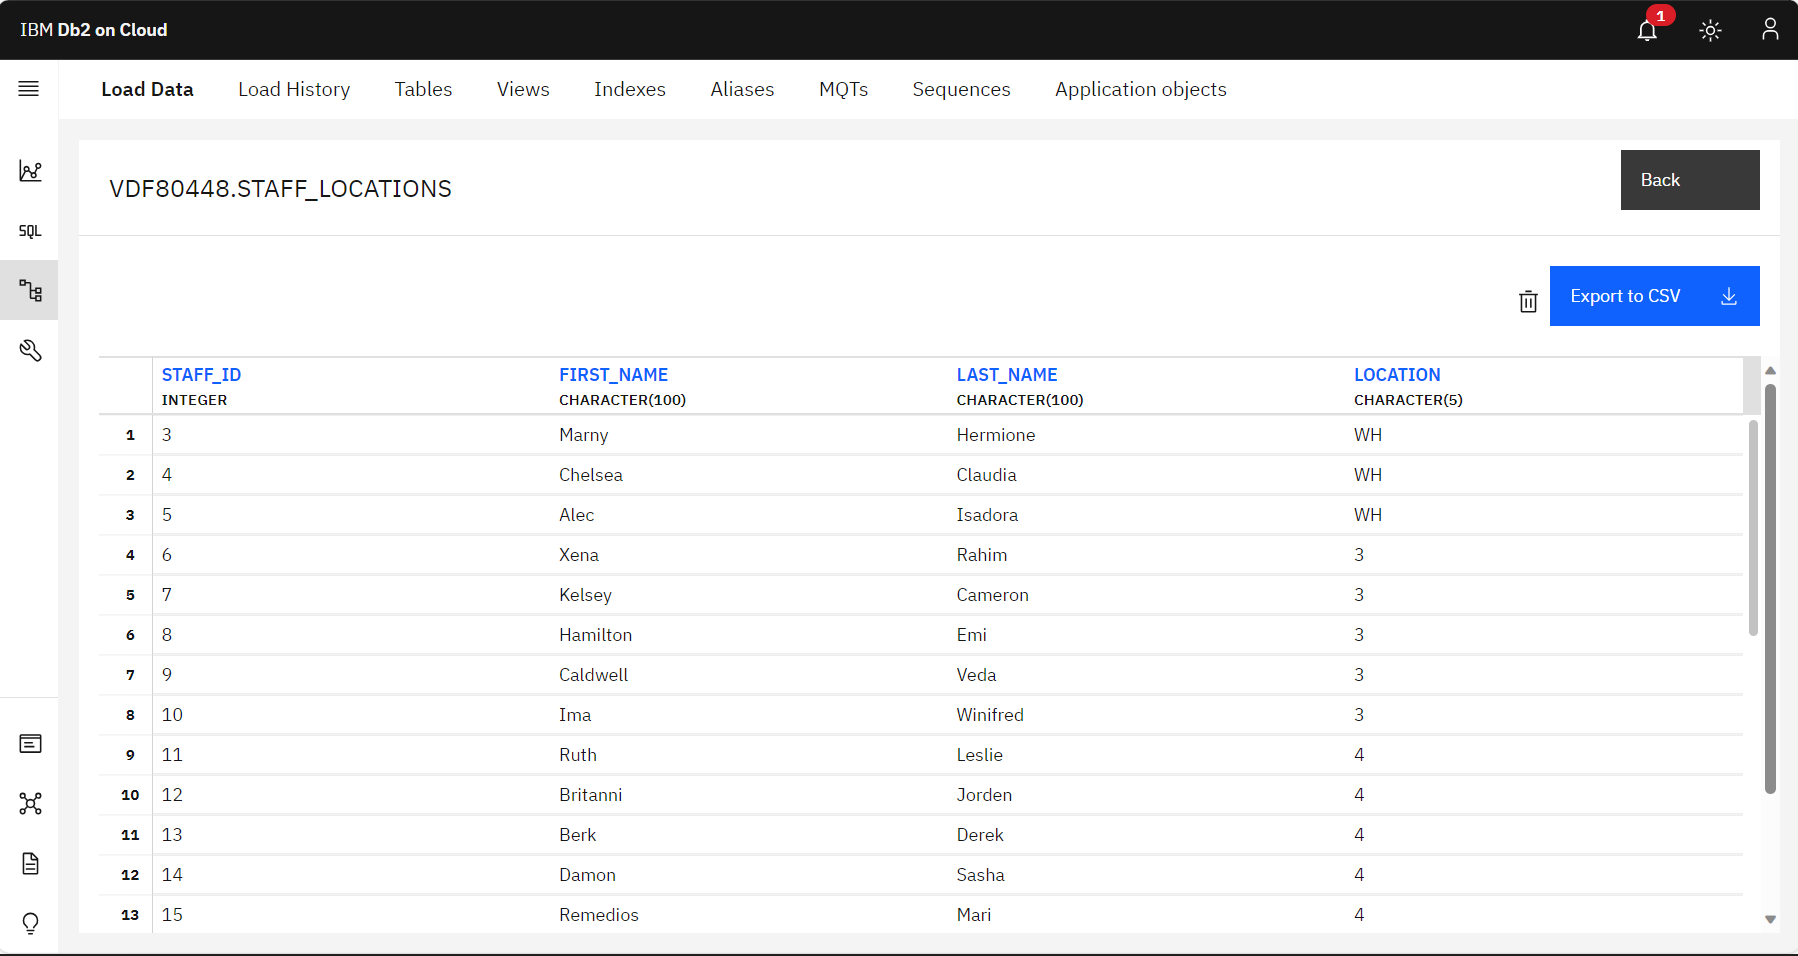 IBM Db2 on Cloud
1
Load Data Load History Tables Views Indexes Aliases MQTs Sequences Application objects
SQL
VDF80448.STAFF_LOCATIONS
Back
Export to CSV
STAFF_ID FIRST_NAME LAST_NAME LOCATION
INTEGER CHARACTER(100) CHARACTER(100) CHARACTER(5)
1 3 Marny Hermione WH
2 4 Chelsea Claudia WH
3 5 Alec Isadora WH
4 6 Xena Rahim 3
5 7 Kelsey Cameron 3
6 8 Hamilton Emi 3
7 9 Caldwell Veda 3
8 10 Ima Winifred 3
9 11 Ruth Leslie 4
10 12 Britanni Jorden 4
11 13 Berk Derek 4
12 14 Damon Sasha 4
13 15 Remedios Mari 4